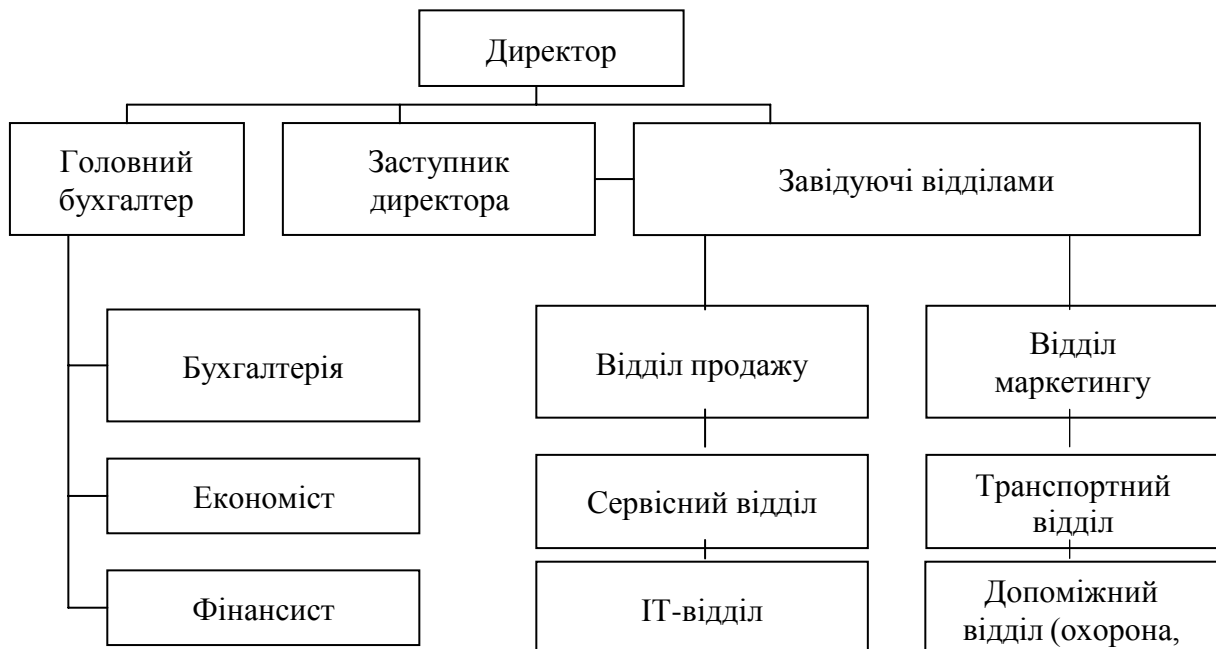 Директор
Головний
бухгалтер
Заступник
директора
Завідуючі відділами
Бухгалтерія
Відділ продажу
Відділ
маркетингу
Економіст
Сервісний відділ
Транспортний
відділ
Фінансист
ІТ-відділ
Допоміжний
відділ (охорона,